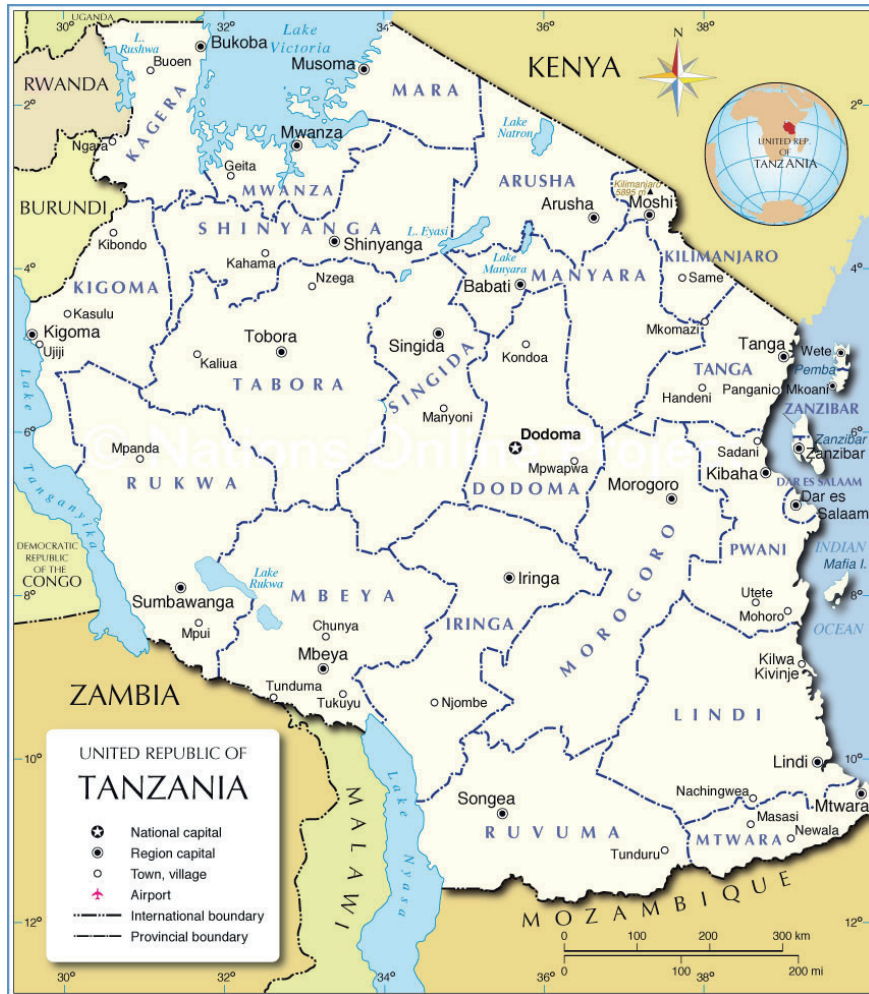 UGANDA
30°
32°
34°
36°
38°
L.
Rushwa
Bukoba
Lake
Victoria
Buoen
Musoma
KENYA
N
RWANDA
MARA
2°
2°
KAGERA
Lake
Natron
UNITED REP.
OF
TANZANIA
Ngara
Mwanza
Geita
MWANZA
ARUSHA
Kilimanjaro
5895 m
BURUNDI
Arusha
Moshi
SHINYANGA
Kibondo
L. Eyasi
Shinyanga
Kahama
Lake
Manyara
KILIMANJARO
4°
4°
Nzega
MANYARA
Same
KIGOMA
Babati
Kasulu
Kigoma
Ujiji
Tobora
Singida
Kondoa
Mkomazi
Tanga
Wete
Pemba
Kaliua
TABORA
SINGIDA
TANGA
Handeni
Panganio
Mkoani
Manyoni
ZANZIBAR
6°
6°
© Nations Online Project
Dodoma
Sadani
Zanzibar
Zanzibar
Mpanda
Mpwapwa
Kibaha
RUKWA
DODOMA
Morogoro
DAR ES SALAAM
Dar es
Salaam
Lake Tanganyika
DEMOCRATIC
REPUBLIC
OF THE
CONGO
PWANI
INDIAN
Mafia I.
Lake
Rukwa
Iringa
8°
8°
Sumbawanga
MBEYA
Utete
Mohoro
Mpui
Chunya
IRINGA
MOROGORO
OCEAN
Mbeya
Kilwa
Kivinje
ZAMBIA
Tunduma
Tukuyu
Njombe
LINDI
UNITED REPUBLIC OF
TANZANIA
10°
10°
Lindi
MALAWI
Lake Nyasa
Nachingwea
Mtwara
Songea
Masasi
National capital
RUVUMA
MTWARA
Newala
Region capital
Tunduru
Town, village
Airport
MOZAMBIQUE
International boundary
12°
12°
Provincial boundary
0
100
200
300 km
0
100
200 mi
30°
32°
34°
36°
38°